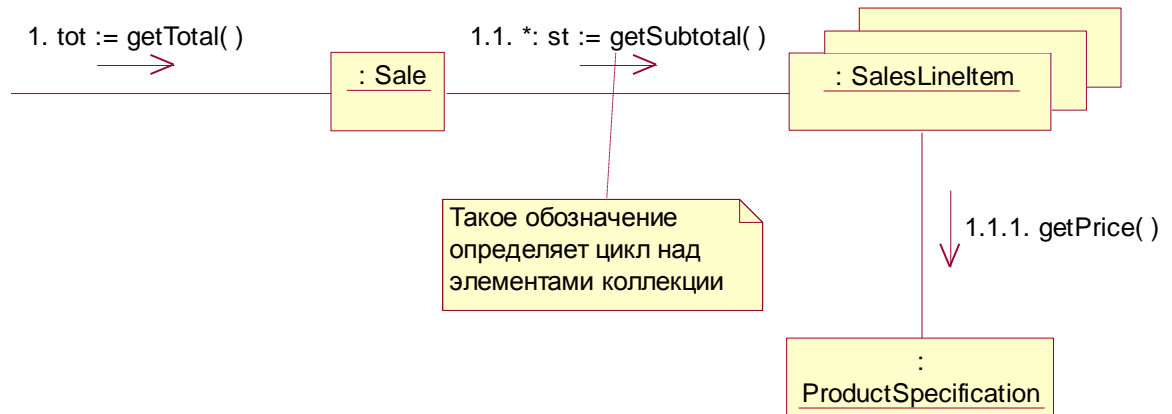 1. tot := getTotal( )
1.1. *: st := getSubtotal( )
: Sale
: SalesLineItem
Такое обозначение
определяет цикл над
элементами коллекции
1.1.1. getPrice( )
:
ProductSpecification